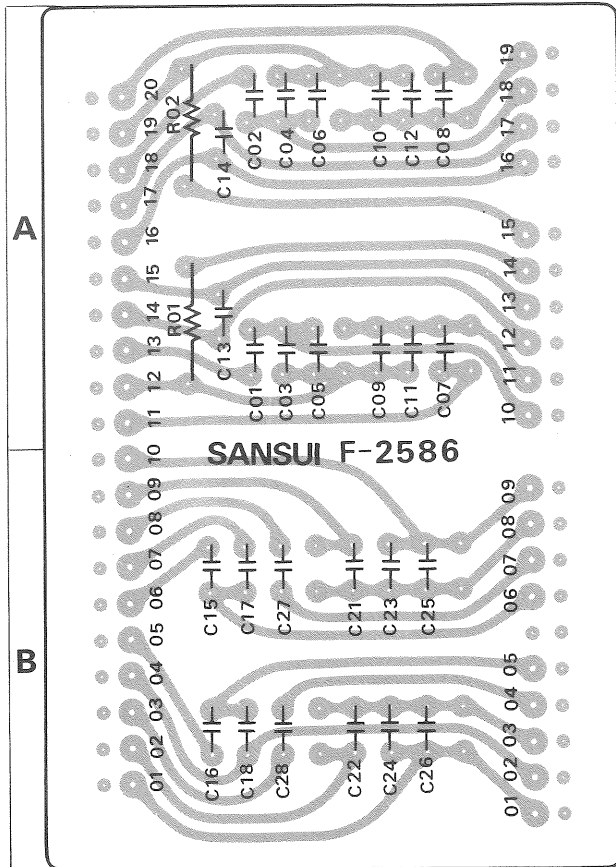 A
B
SANSUI F-2586
20
19
18
17
16
15
14
13
12
11
10
09
08
07
06
05
04
03
02
01
R02
C14
C02
C04
C06
C10
C12
C08
R01
C13
C01
C03
C05
C09
C11
C07
C15
C17
C27
C21
C23
C25
C16
C18
C28
C22
C24
C26
19
18
17
16
15
14
13
12
11
10
09
08
07
06
05
04
03
02
01